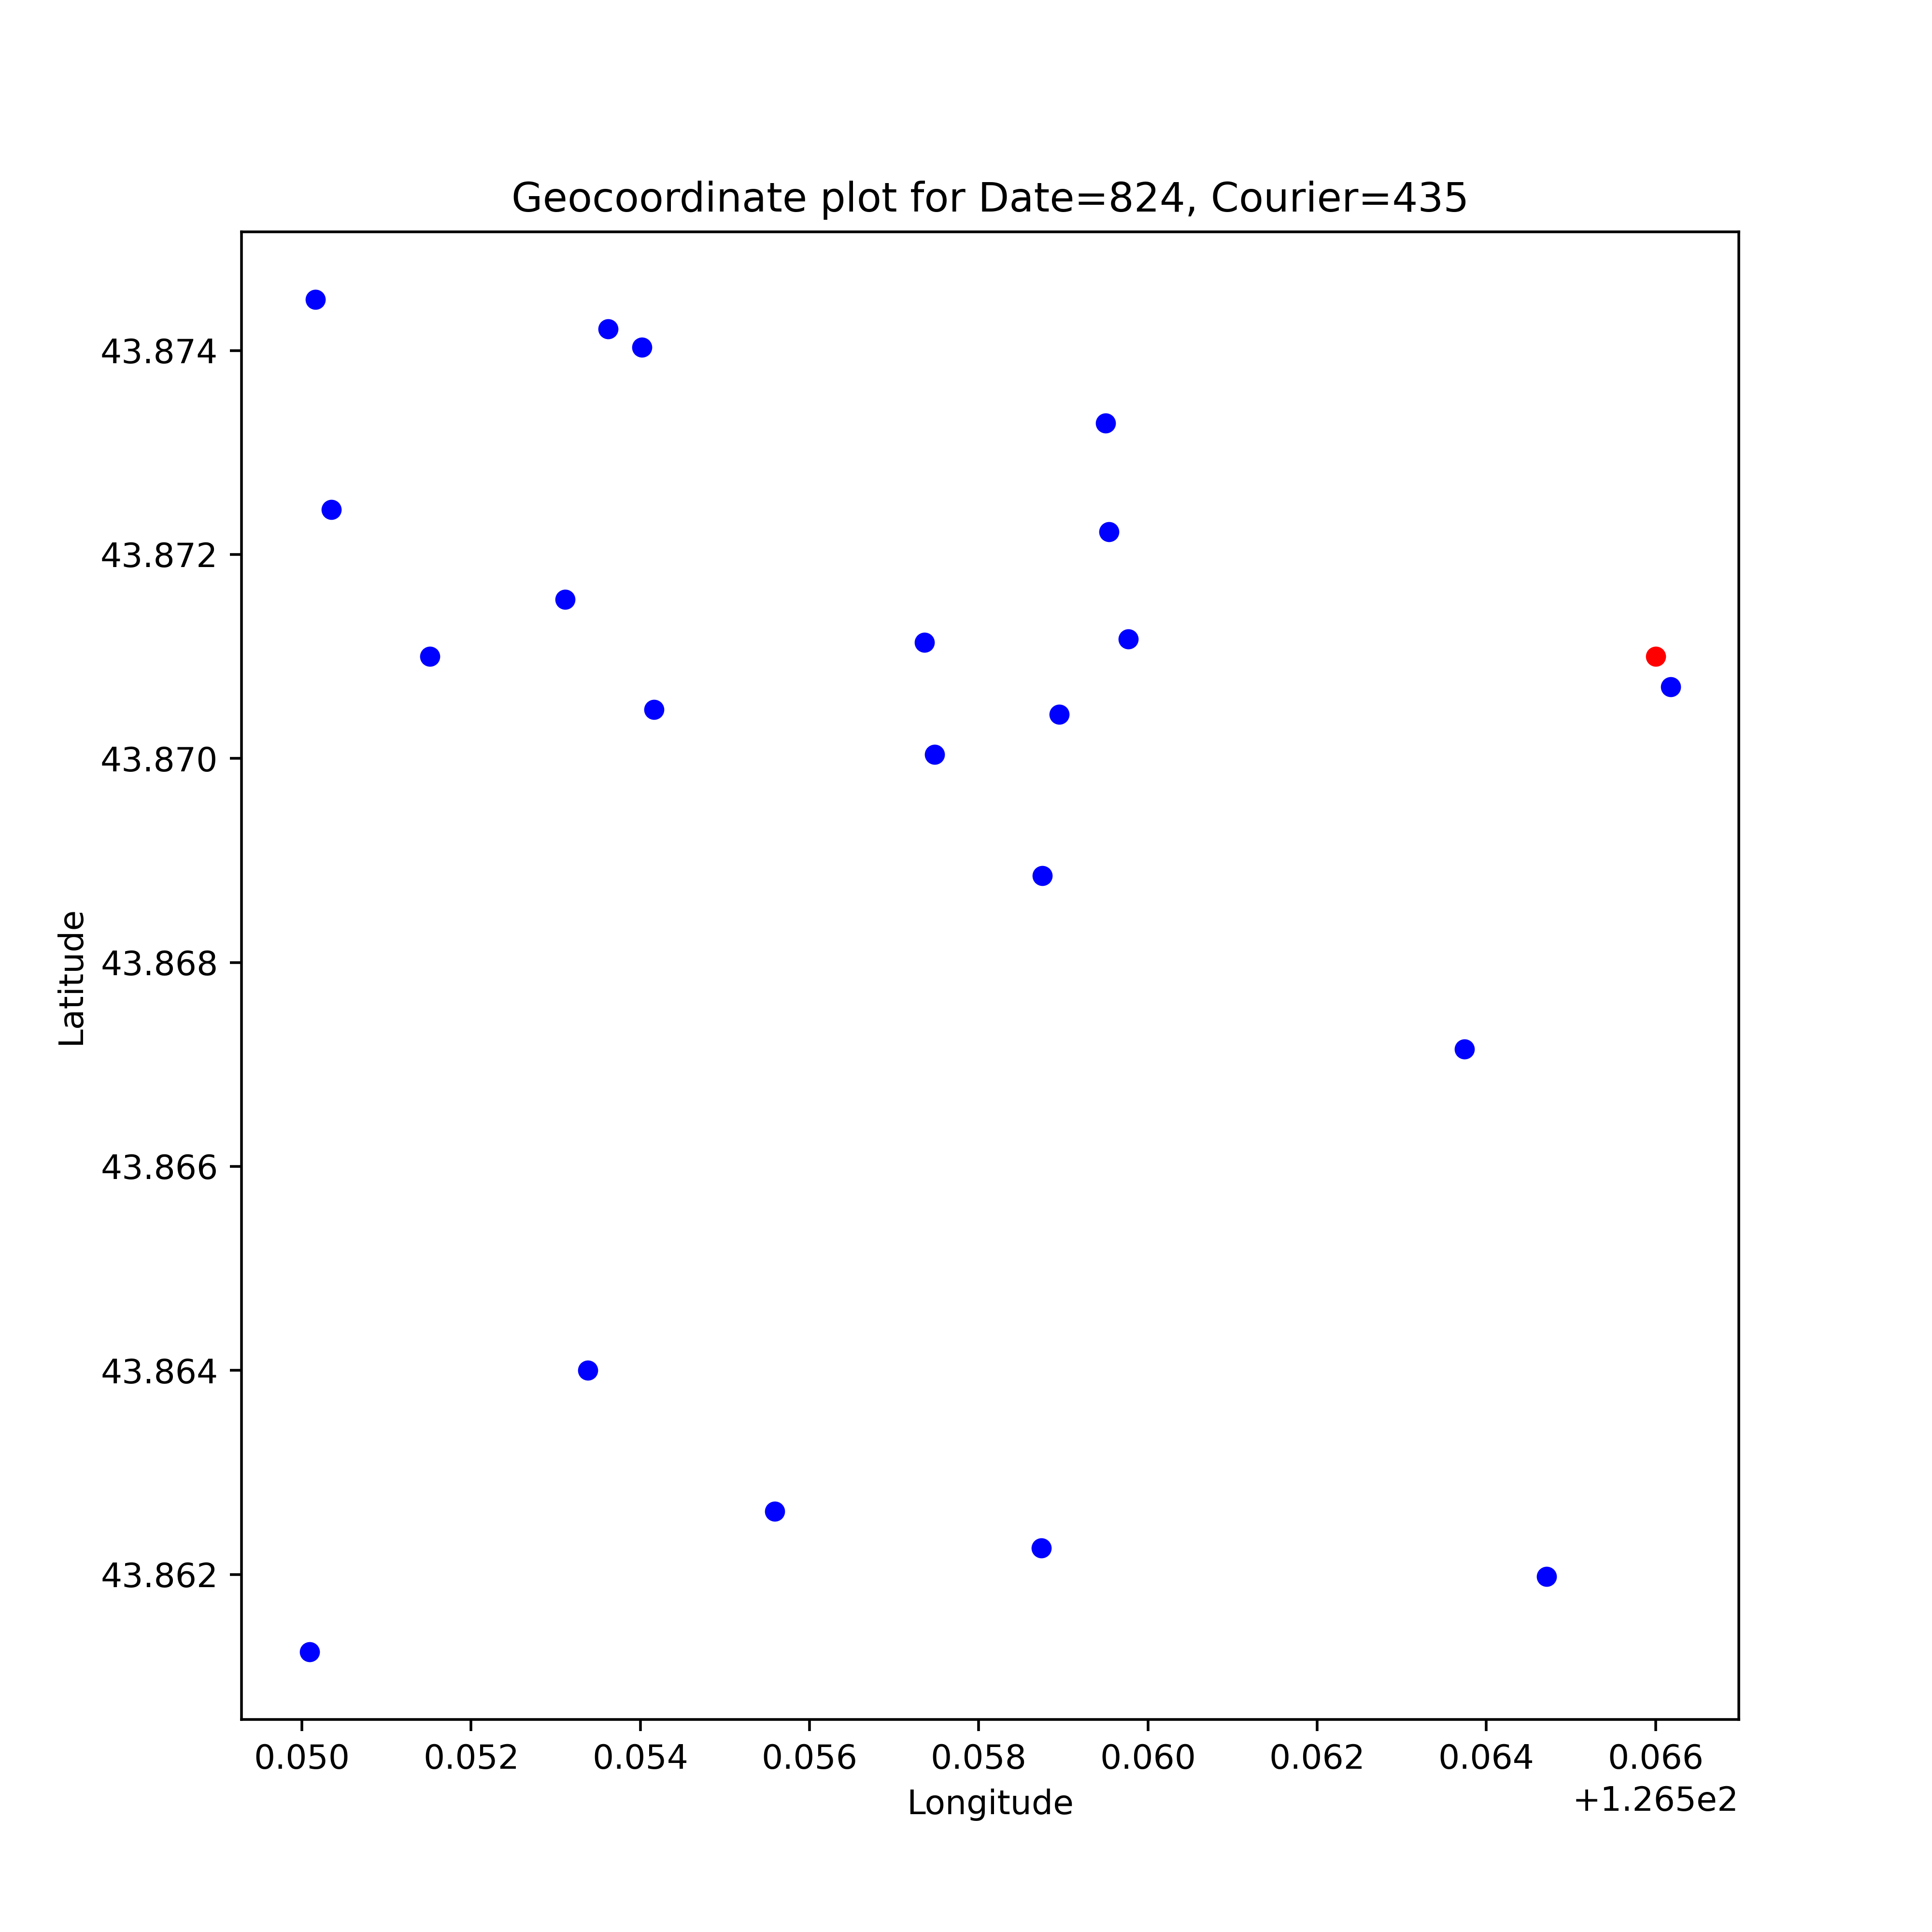 Geocoordinate plot for Date=824, Courier=435
43.874
43.872
43.870
43.868
43.866
43.864
43.862
Latitude
0.050 0.052 0.054 0.056 0.058 0.060 0.062 0.064 0.066
+1.265e2
Longitude